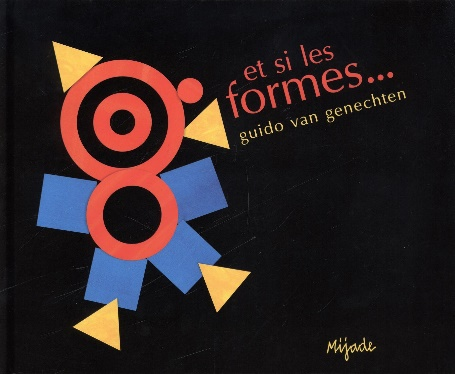 et si les
formes...
guido van genechten
Mijade